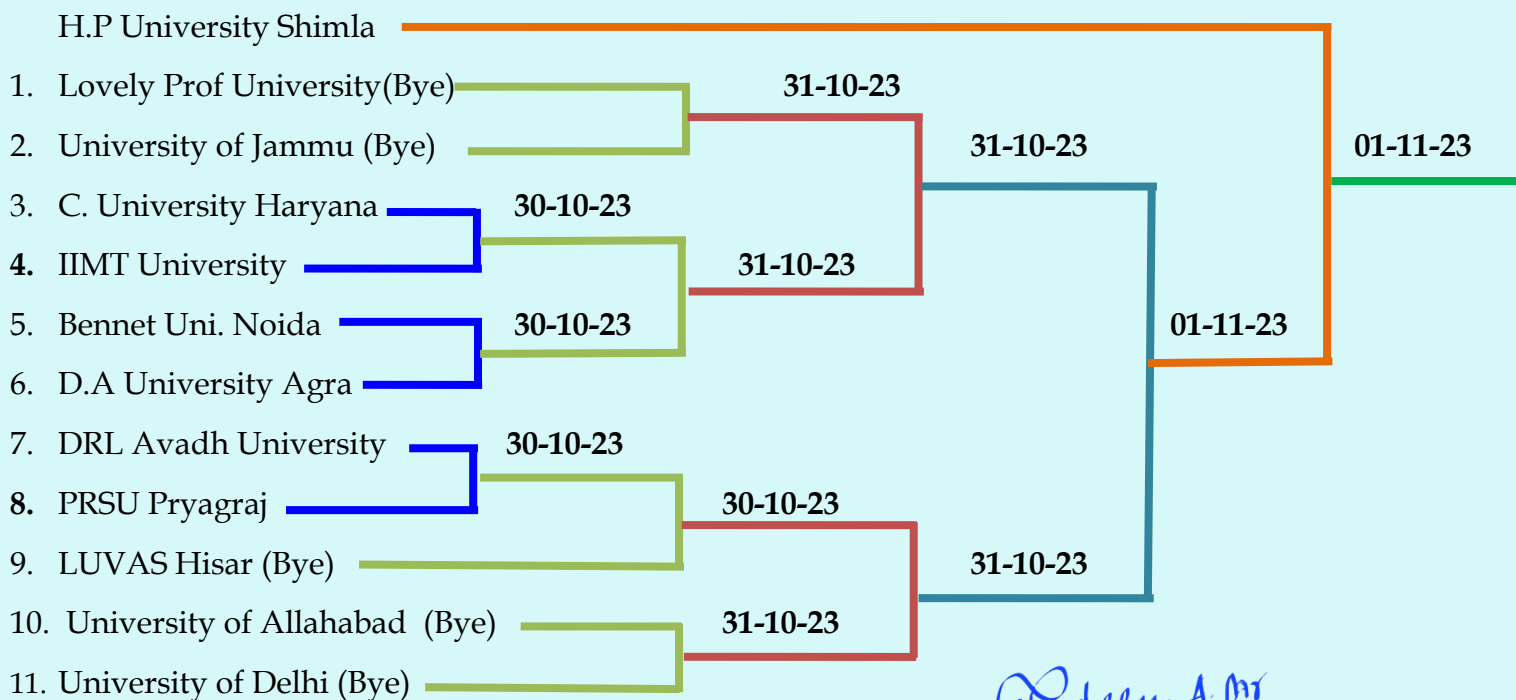 H.P University Shimla
1. Lovely Prof University(Bye) 31-10-23
2. University of Jammu (Bye) 31-10-23 01-11-23
3. C. University Haryana 30-10-23
4. IIMT University 31-10-23
5. Bennet Uni. Noida 30-10-23 01-11-23
6. D.A University Agra
7. DRL Avadh University 30-10-23
8. PRSU Pryagraj 30-10-23
9. LUVAS Hisar (Bye) 31-10-23
10. University of Allahabad (Bye) 31-10-23
11. University of Delhi (Bye)